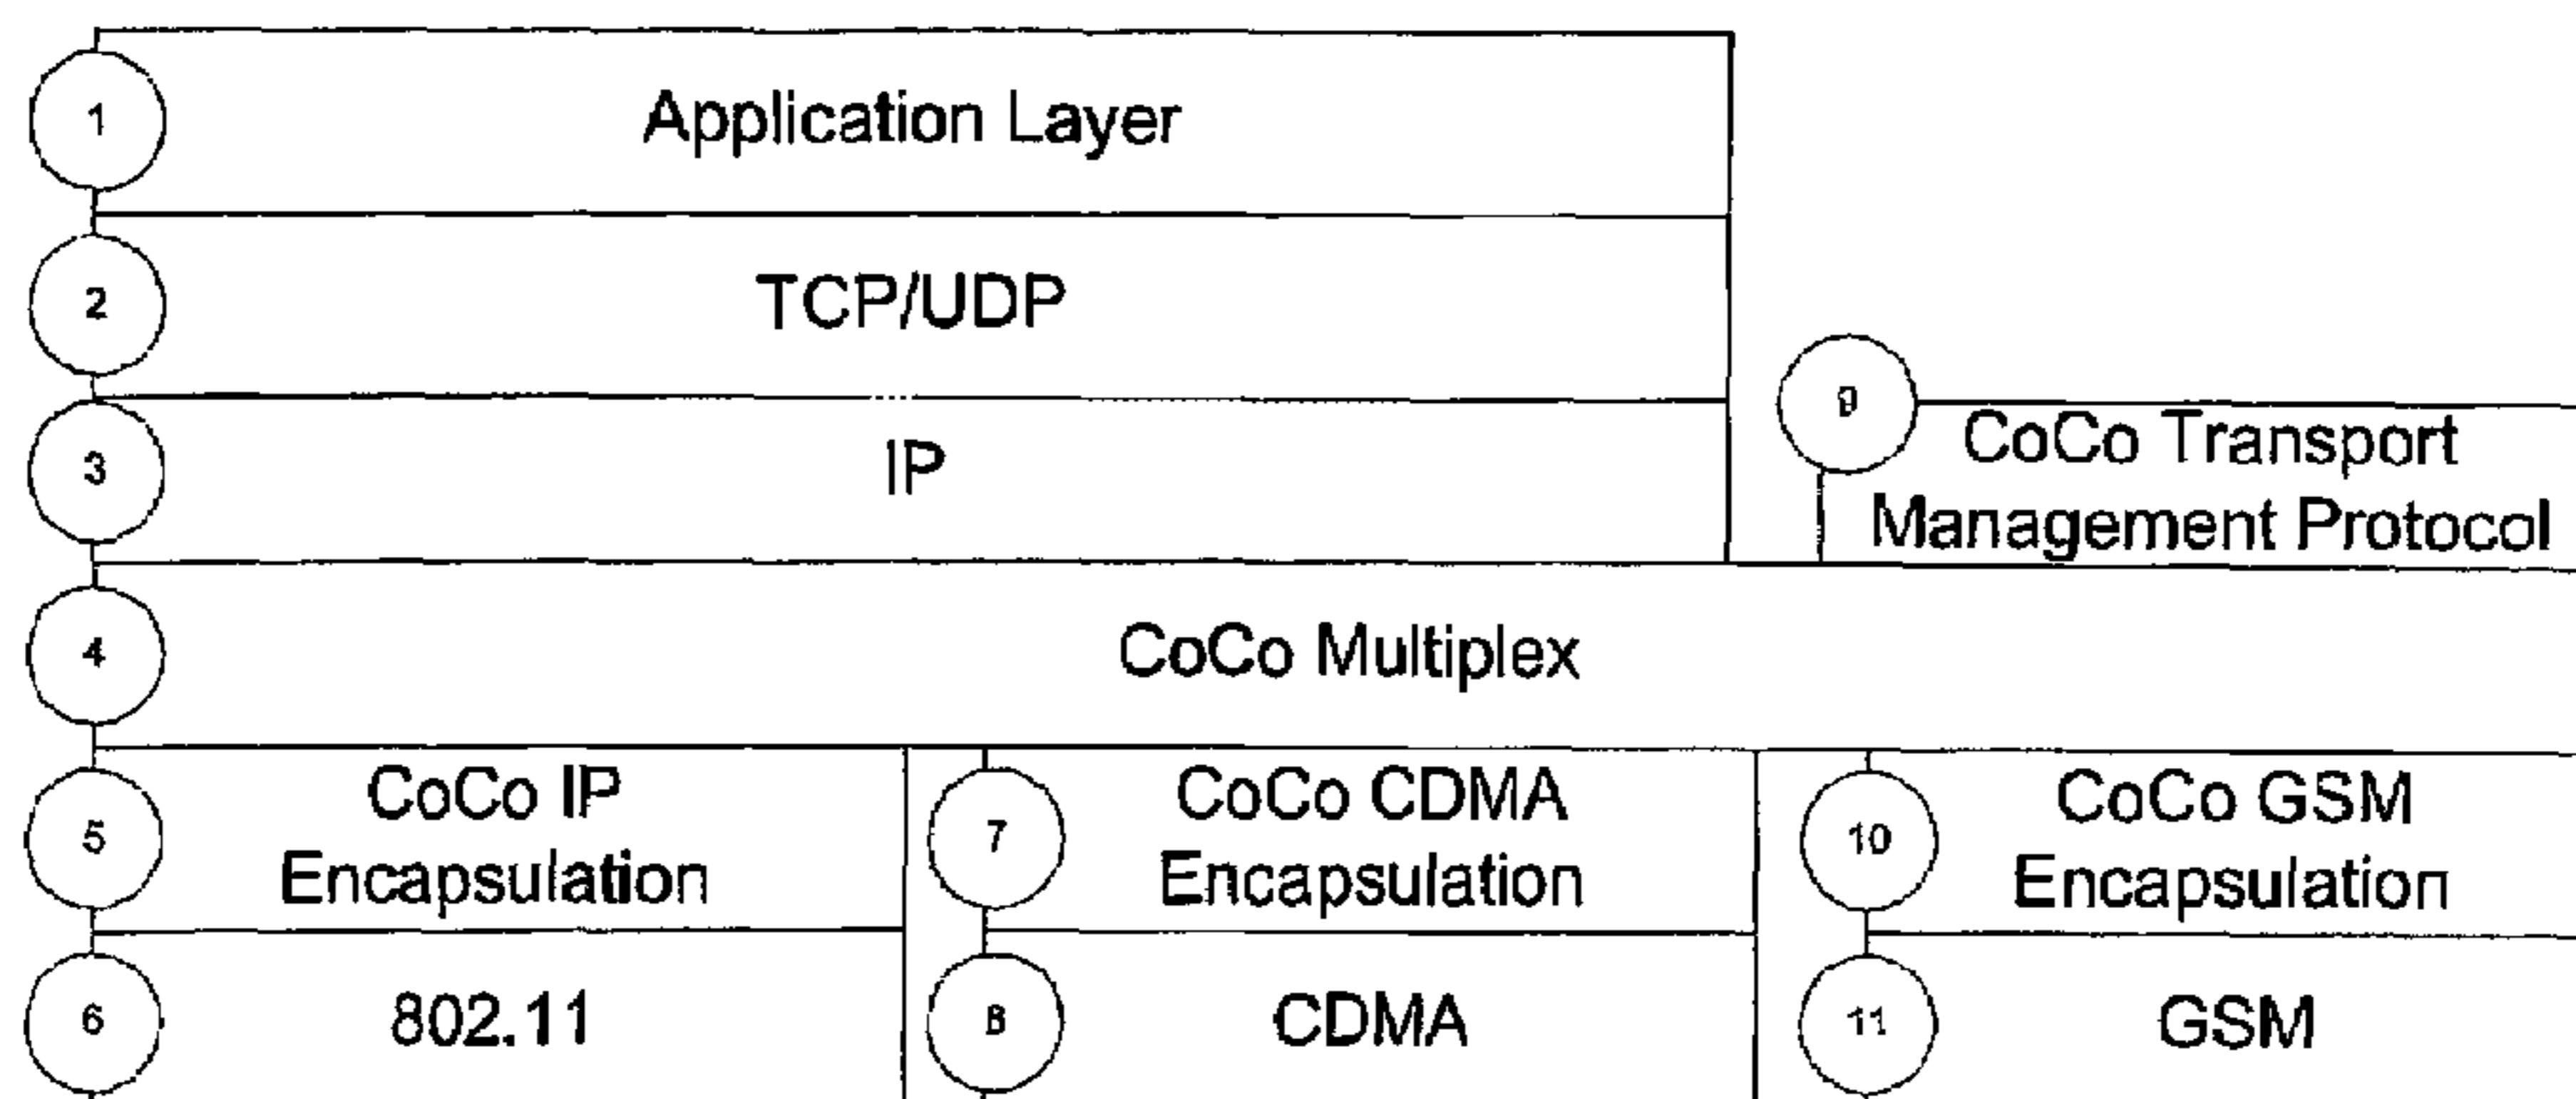 1
Application Layer
2
TCP/UDP
3
IP
9
CoCo Transport
Management Protocol
4
CoCo Multiplex
5
CoCo IP
Encapsulation
7
CoCo CDMA
Encapsulation
10
CoCo GSM
Encapsulation
6
802.11
8
CDMA
11
GSM